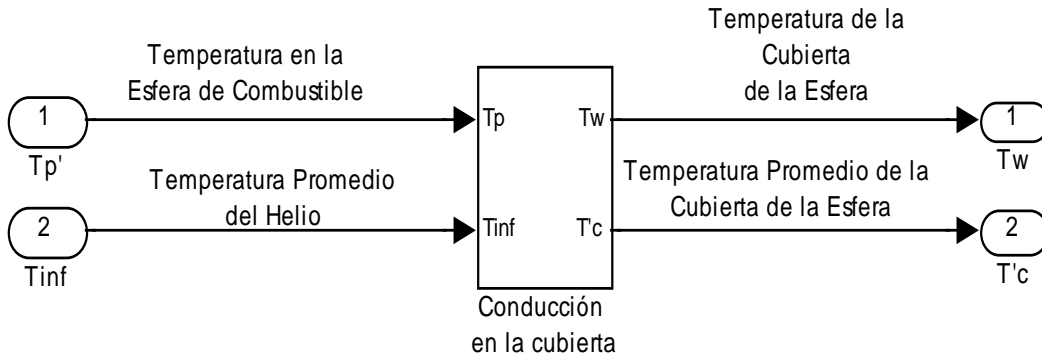 Temperatura en la
Esfera de Combustible
Temperatura de la
Cubierta
de la Esfera
1
Tp'
Tp
Tw
1
Tw
Temperatura Promedio
del Helio
Temperatura Promedio de la
Cubierta de la Esfera
2
Tinf
Tinf
T'c
2
T'c
Conducción
en la cubierta